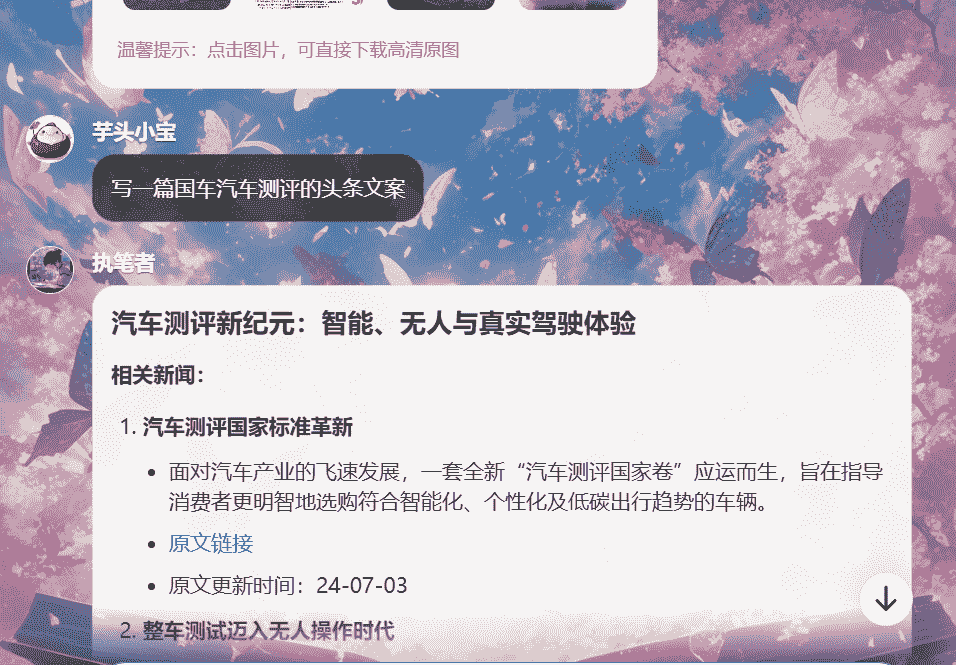 温馨提示：点击图片，可直接下载高清原图
芋头小宝
写一篇国车汽车测评的头条文案
执笔者
汽车测评新纪元：智能、无人与真实驾驶体验
相关新闻：
1. 汽车测评国家标准革新
• 面对汽车产业的飞速发展，一套全新“汽车测评国家卷”应运而生，旨在指导
消费者更明智地选购符合智能化、个性化及低碳出行趋势的车辆。
• 原文链接
• 原文更新时间：24-07-03
2. 整车测试迈入无人操作时代